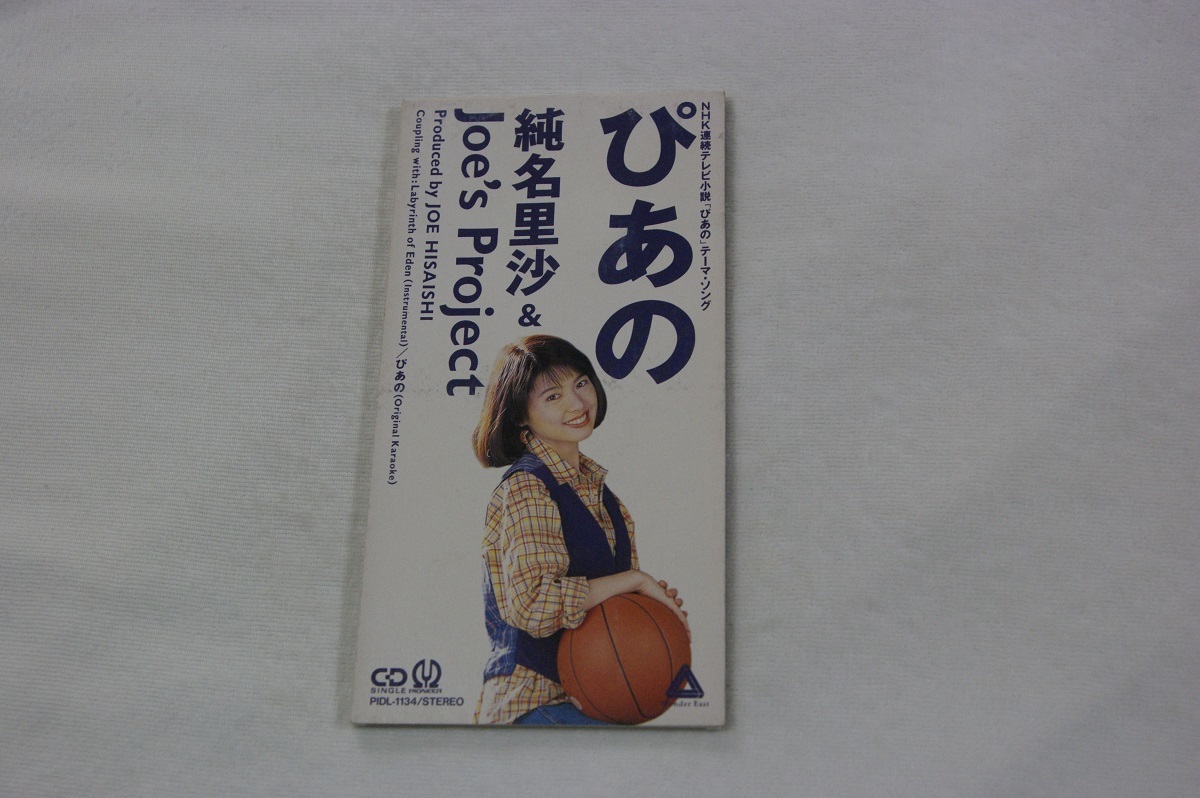 NHK連続テレビ小説「ぴあの」テーマ・ソング
ぴあの
純名里沙&
Joe's Project
Produced by JOE HISAISHI
Coupling with: Labyrinth of Eden (Instrumental)/ぴあの (Original Karaoke)
CD
SINGLE PIONEER
PIDL-1134/STEREO
East